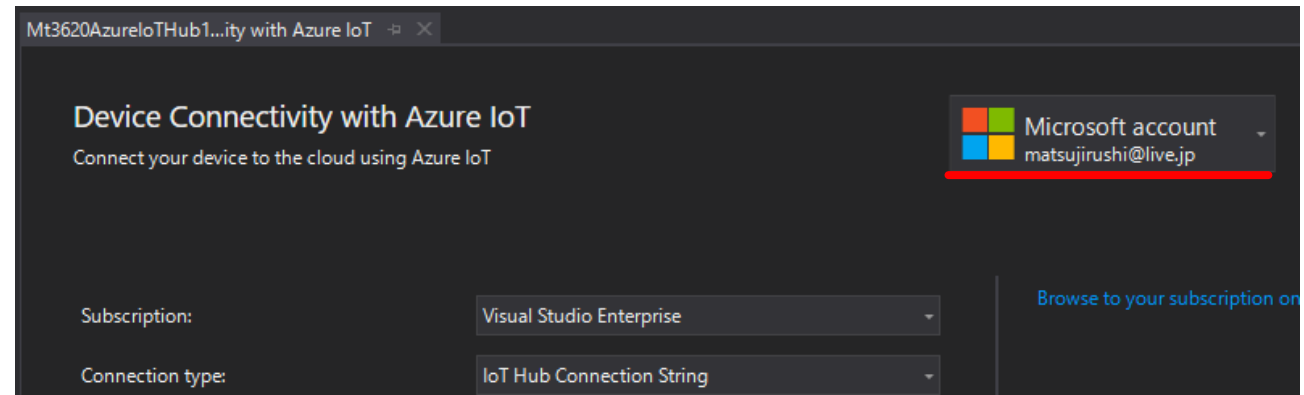 Mt3620AzureIoTHub1...ity with Azure IoT
Device Connectivity with Azure IoT
Connect your device to the cloud using Azure IoT
Microsoft account
matsujirushi@live.jp
Subscription:
Visual Studio Enterprise
Browse to your subscription on
Connection type:
IoT Hub Connection String